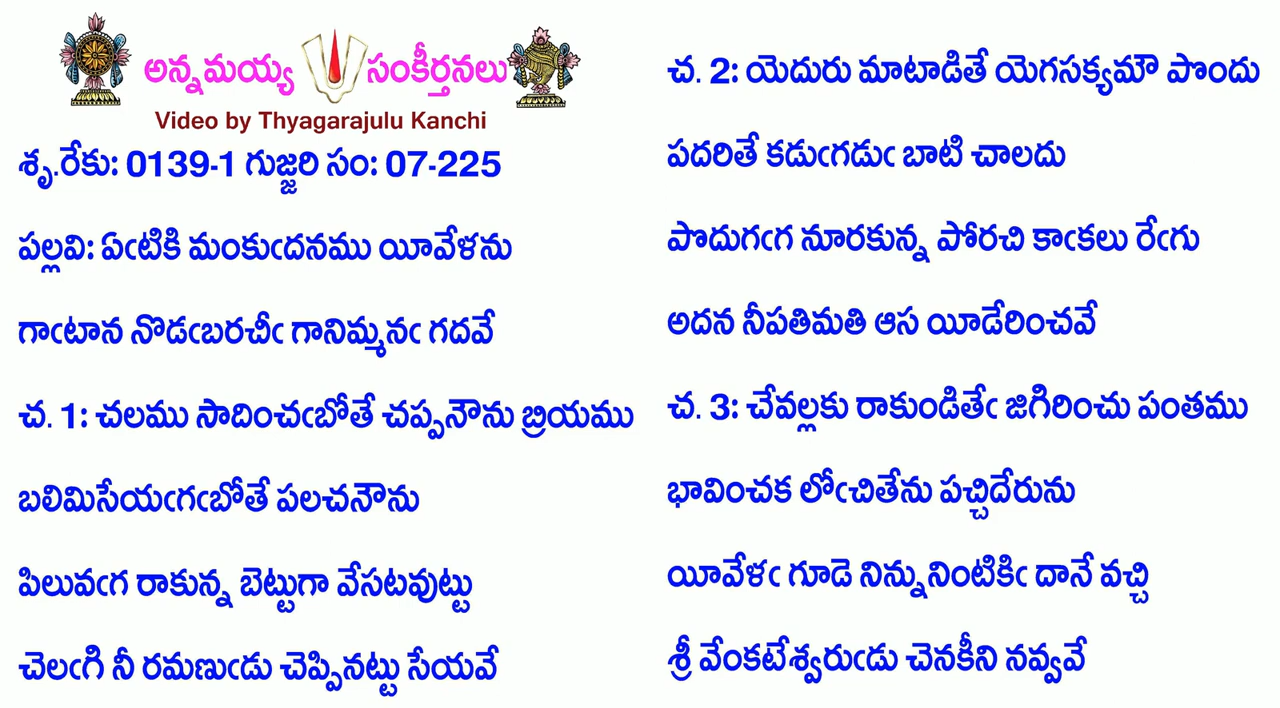 అన్నమయ్య సంకీర్తనలు
Video by Thyagarajulu Kanchi
శృ.రేకు: 0139-1 గుజ్జరి సం: 07-225
పల్లవి: ఏఁటికి మంకుఁదనము యీవేళను
గాఁటాన నొడఁబరచీఁ గానిమ్మనఁ గదవే
చ. 1: చలము సాదించఁబోతే చప్పనౌను బ్రియము
బలిమిసేయఁగఁబోతే పలచనౌను
పిలువఁగ రాకున్న బెట్టుగా వేసటవుట్టు
చెలఁగి నీ రమణుఁడు చెప్పినట్టు సేయవే
చ. 2: యెదురు మాటాడితే యెగసక్యమౌ పొందు
పదరితే కడుఁగడుఁ బాటి చాలదు
పొదుగఁగ నూరకున్న పోరచి కాఁకలు రేఁగు
అదన నీపతిమతి ఆస యీడేరించవే
చ. 3: చేవల్లకు రాకుండితేఁ జిగిరించు పంతము
భావించక లోఁచితేను పచ్చిదేరును
యీవేళఁ గూడె నిన్నునింటికిఁ దానే వచ్చి
శ్రీ వేంకటేశ్వరుఁడు చెనకీని నవ్వవే